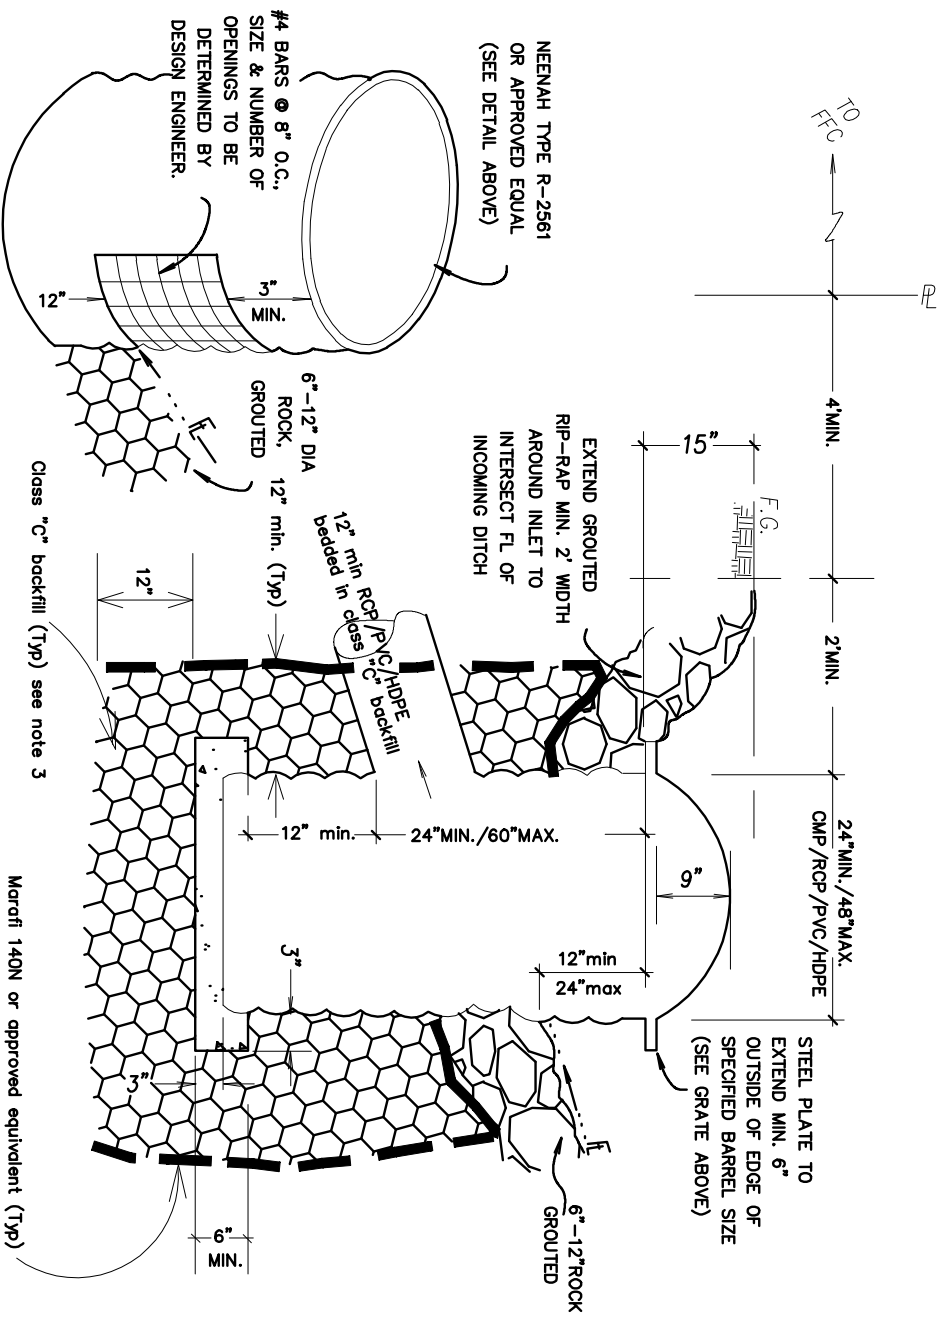 TO
FFC
PL
4'MIN.
2'MIN.
24"MIN./48"MAX.
CMP/RCP/PVC/HDPE
15"
F.G.
9"
STEEL PLATE TO
EXTEND MIN. 6"
OUTSIDE OF EDGE OF
SPECIFIED BARREL SIZE
(SEE GRATE ABOVE)
NEENAH TYPE R-2561
OR APPROVED EQUAL
(SEE DETAIL ABOVE)
EXTEND GROUTED
RIP-RAP MIN. 2' WIDTH
AROUND INLET TO
INTERSECT FL OF
INCOMING DITCH
12"min
24"max
24"MIN./60"MAX.
12" min.
FL
6"-12"ROCK
GROUTED
12" min RCP/PVC/HDPE
bedded in class "C" backfill
#4 BARS @ 8" O.C.,
SIZE & NUMBER OF
OPENINGS TO BE
DETERMINED BY
DESIGN ENGINEER.
3"
MIN.
12"
6"-12" DIA
ROCK,
GROUTED
FL
12" min. (Typ)
12"
3"
3"
6"
MIN.
Class "C" backfill (Typ) see note 3
Marafi 140N or approved equivalent (Typ)